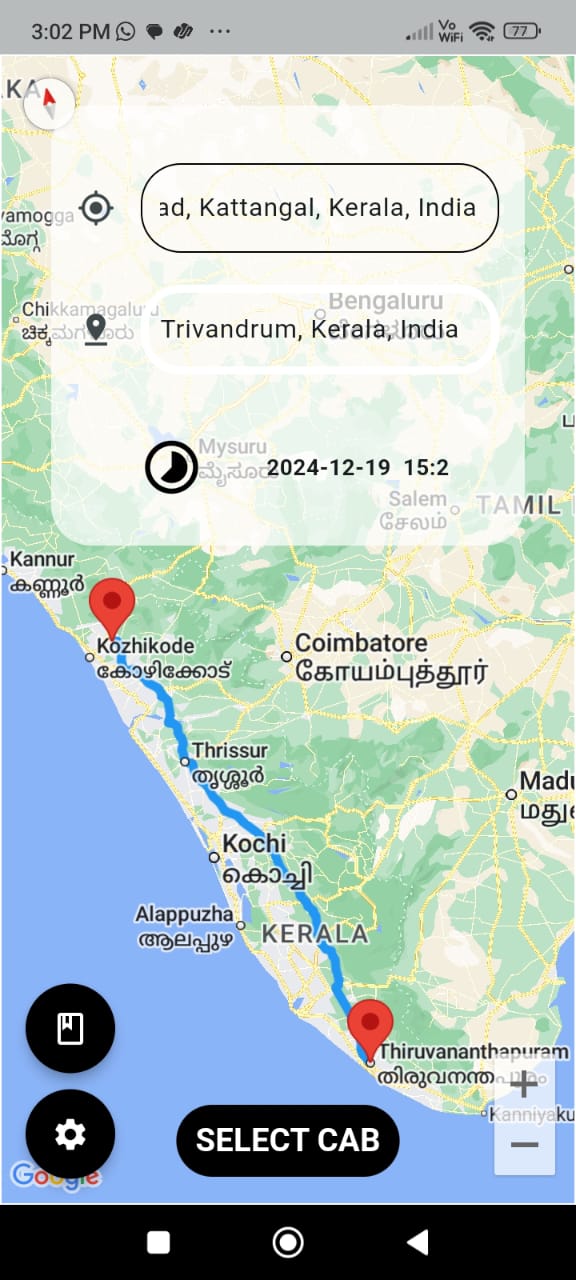 3:02 PM
Vo
WiFi
77
KA
ad, Kattangal, Kerala, India
ಮೊಗ್ಗ
Bengaluru
Chikkamagaluru
ಚಿಕ್ಕಮಗಳೂರು
Trivandrum, Kerala, India
Mysuru
ಮೈಸೂರು
2024-12-19 15:2
Salem
சேலம்
TAMIL
Kannur
കണ്ണൂർ
Kozhikode
കോഴിക്കോട്
Coimbatore
கோயம்புத்தூர்
Thrissur
തൃശ്ശൂർ
Madu
மதுரை
Kochi
കൊച്ചി
Alappuzha
ആലപ്പുഴ
KERALA
Thiruvananthapuram
തിരുവനന്തപുരം
Kanniyaku
SELECT CAB
Google